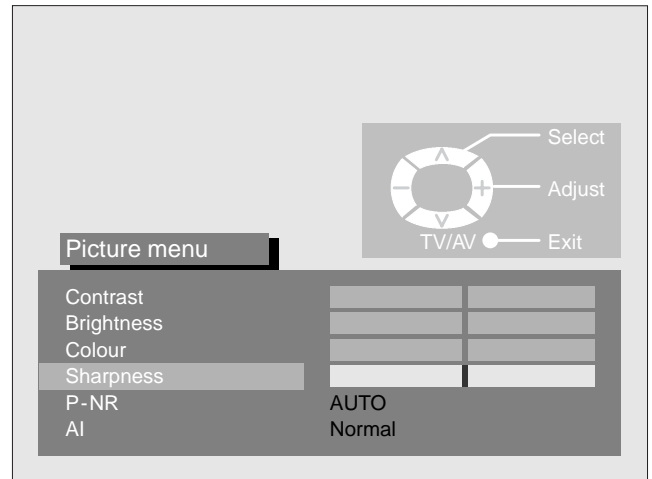 Select
Adjust
TV/AV Exit
Picture menu
Contrast
Brightness
Colour
Sharpness
P-NR AUTO
AI Normal